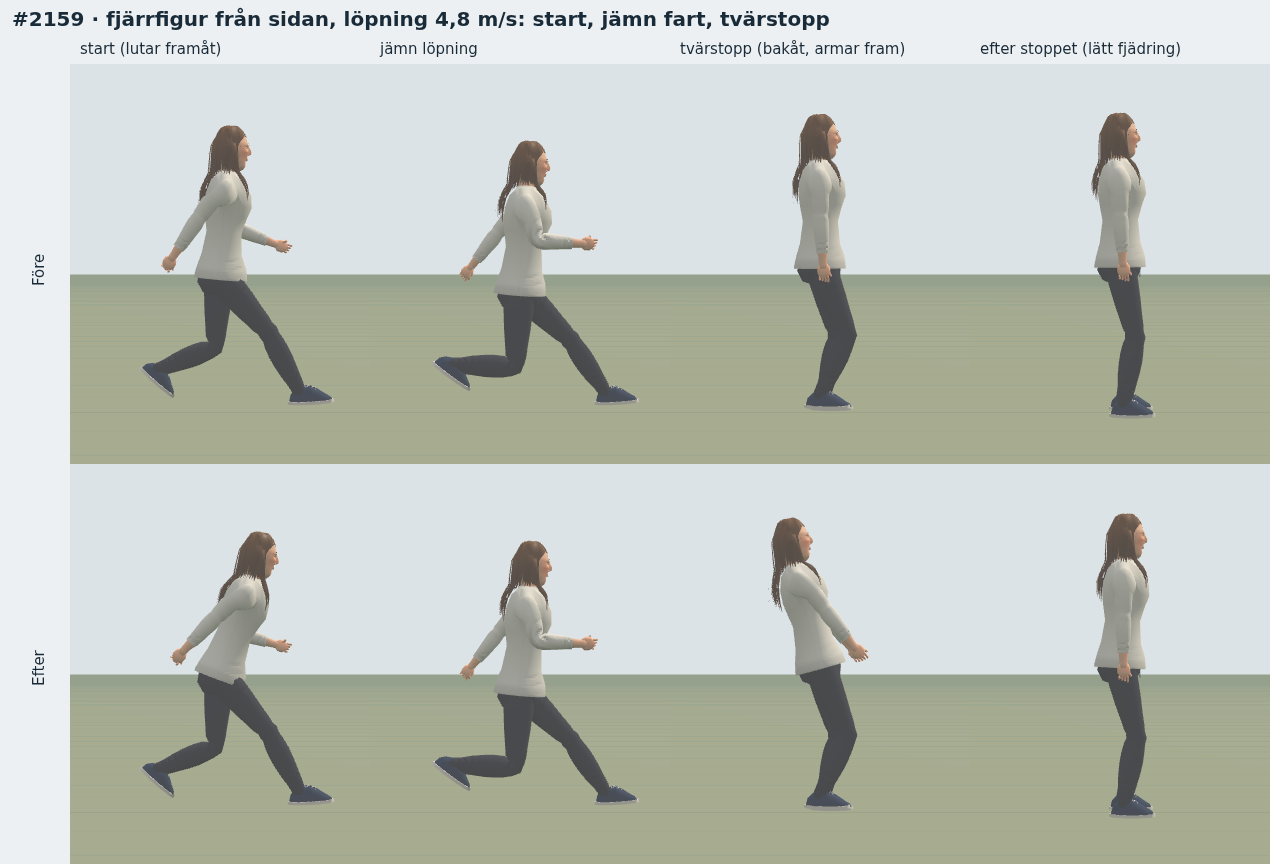 #2159 · fjärrfigur från sidan, löpning 4,8 m/s: start, jämn fart, tvärstopp
start (lutar framåt)
jämn löpning
tvärstopp (bakåt, armar fram)
efter stoppet (lätt fjädring)
Före
Efter